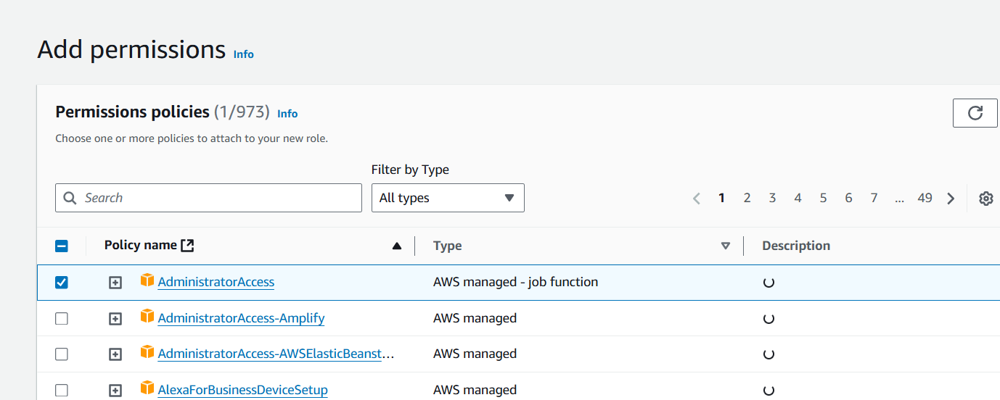 Add permissions Info
Permissions policies (1/973) Info
Choose one or more policies to attach to your new role.
Filter by Type
Search
All types
1 2 3 4 5 6 7 ... 49
Policy name Type Description
AdministratorAccess AWS managed - job function
AdministratorAccess-Amplify AWS managed
AdministratorAccess-AWSElasticBeanst... AWS managed
AlexaForBusinessDeviceSetup AWS managed